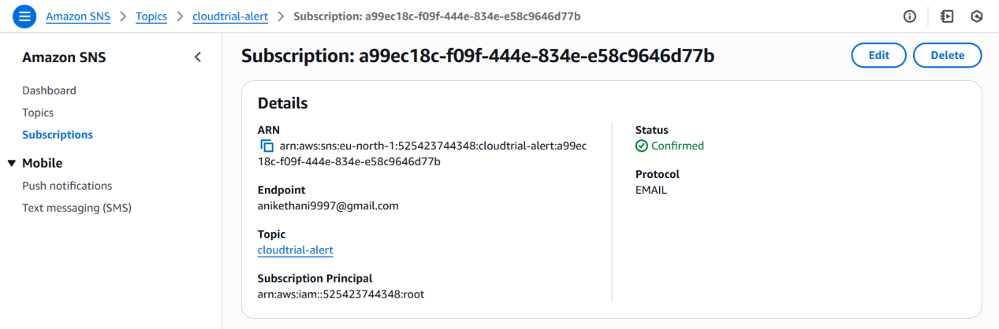 Amazon SNS > Topics > cloudtrial-alert > Subscription: a99ec18c-f09f-444e-834e-e58c9646d77b
Amazon SNS
Dashboard
Topics
Subscriptions
Mobile
Push notifications
Text messaging (SMS)
Subscription: a99ec18c-f09f-444e-834e-e58c9646d77b
Edit
Delete
Details
ARN
arn:aws:sns:eu-north-1:525423744348:cloudtrial-alert:a99ec
18c-f09f-444e-834e-e58c9646d77b
Endpoint
anikethani9997@gmail.com
Topic
cloudtrial-alert
Subscription Principal
arn:aws:iam::525423744348:root
Status
Confirmed
Protocol
EMAIL